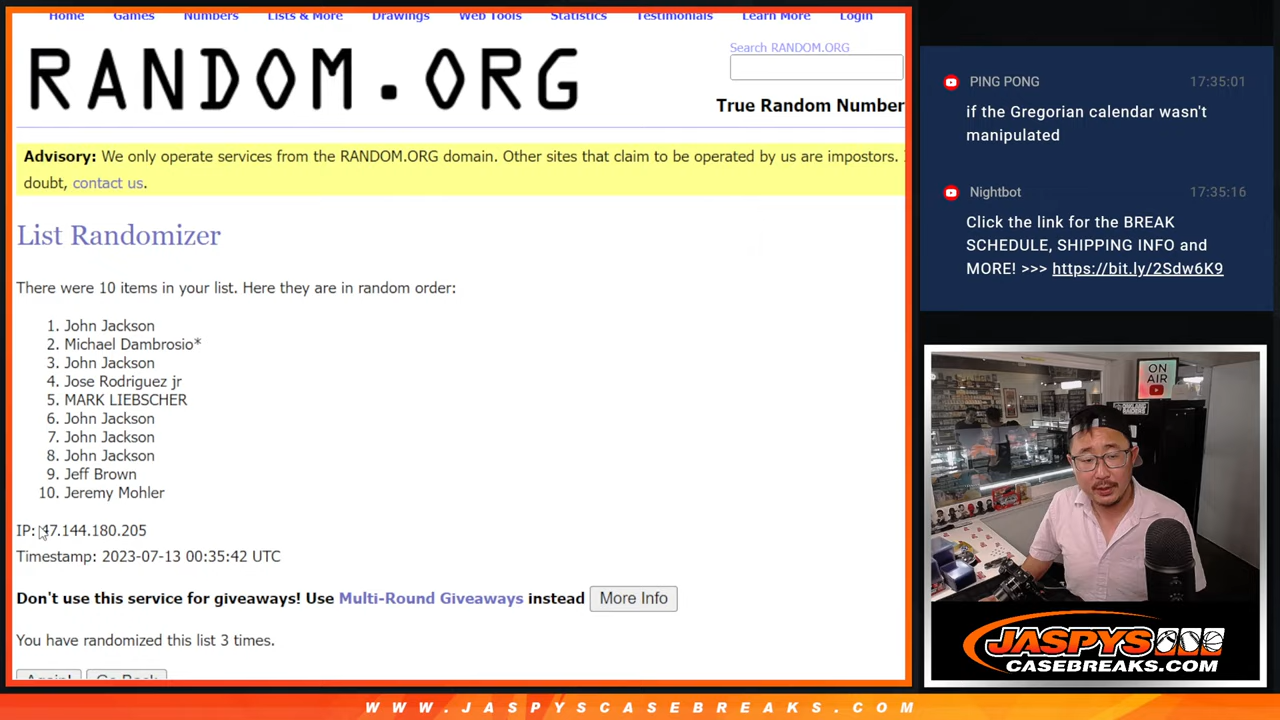 Home Games Numbers Lists & More Drawings Web Tools Statistics Testimonials Learn More Login
RANDOM.ORG
Search RANDOM.ORG
True Random Number
Advisory: We only operate services from the RANDOM.ORG domain. Other sites that claim to be operated by us are impostors.
doubt, contact us.
List Randomizer
There were 10 items in your list. Here they are in random order:
1. John Jackson
2. Michael Dambrosio*
3. John Jackson
4. Jose Rodriguez jr
5. MARK LIEBSCHER
6. John Jackson
7. John Jackson
8. John Jackson
9. Jeff Brown
10. Jeremy Mohler
IP: 47.144.180.205
Timestamp: 2023-07-13 00:35:42 UTC
Don't use this service for giveaways! Use Multi-Round Giveaways instead More Info
You have randomized this list 3 times.
Again! Go Back
PING PONG 17:35:01
if the Gregorian calendar wasn't
manipulated
Nightbot 17:35:16
Click the link for the BREAK
SCHEDULE, SHIPPING INFO and
MORE! >>> https://bit.ly/2Sdw6K9
ON
AIR
JASPYS
CASEBREAKS.COM
WWW.JASPYSCASEBREAKS.COM